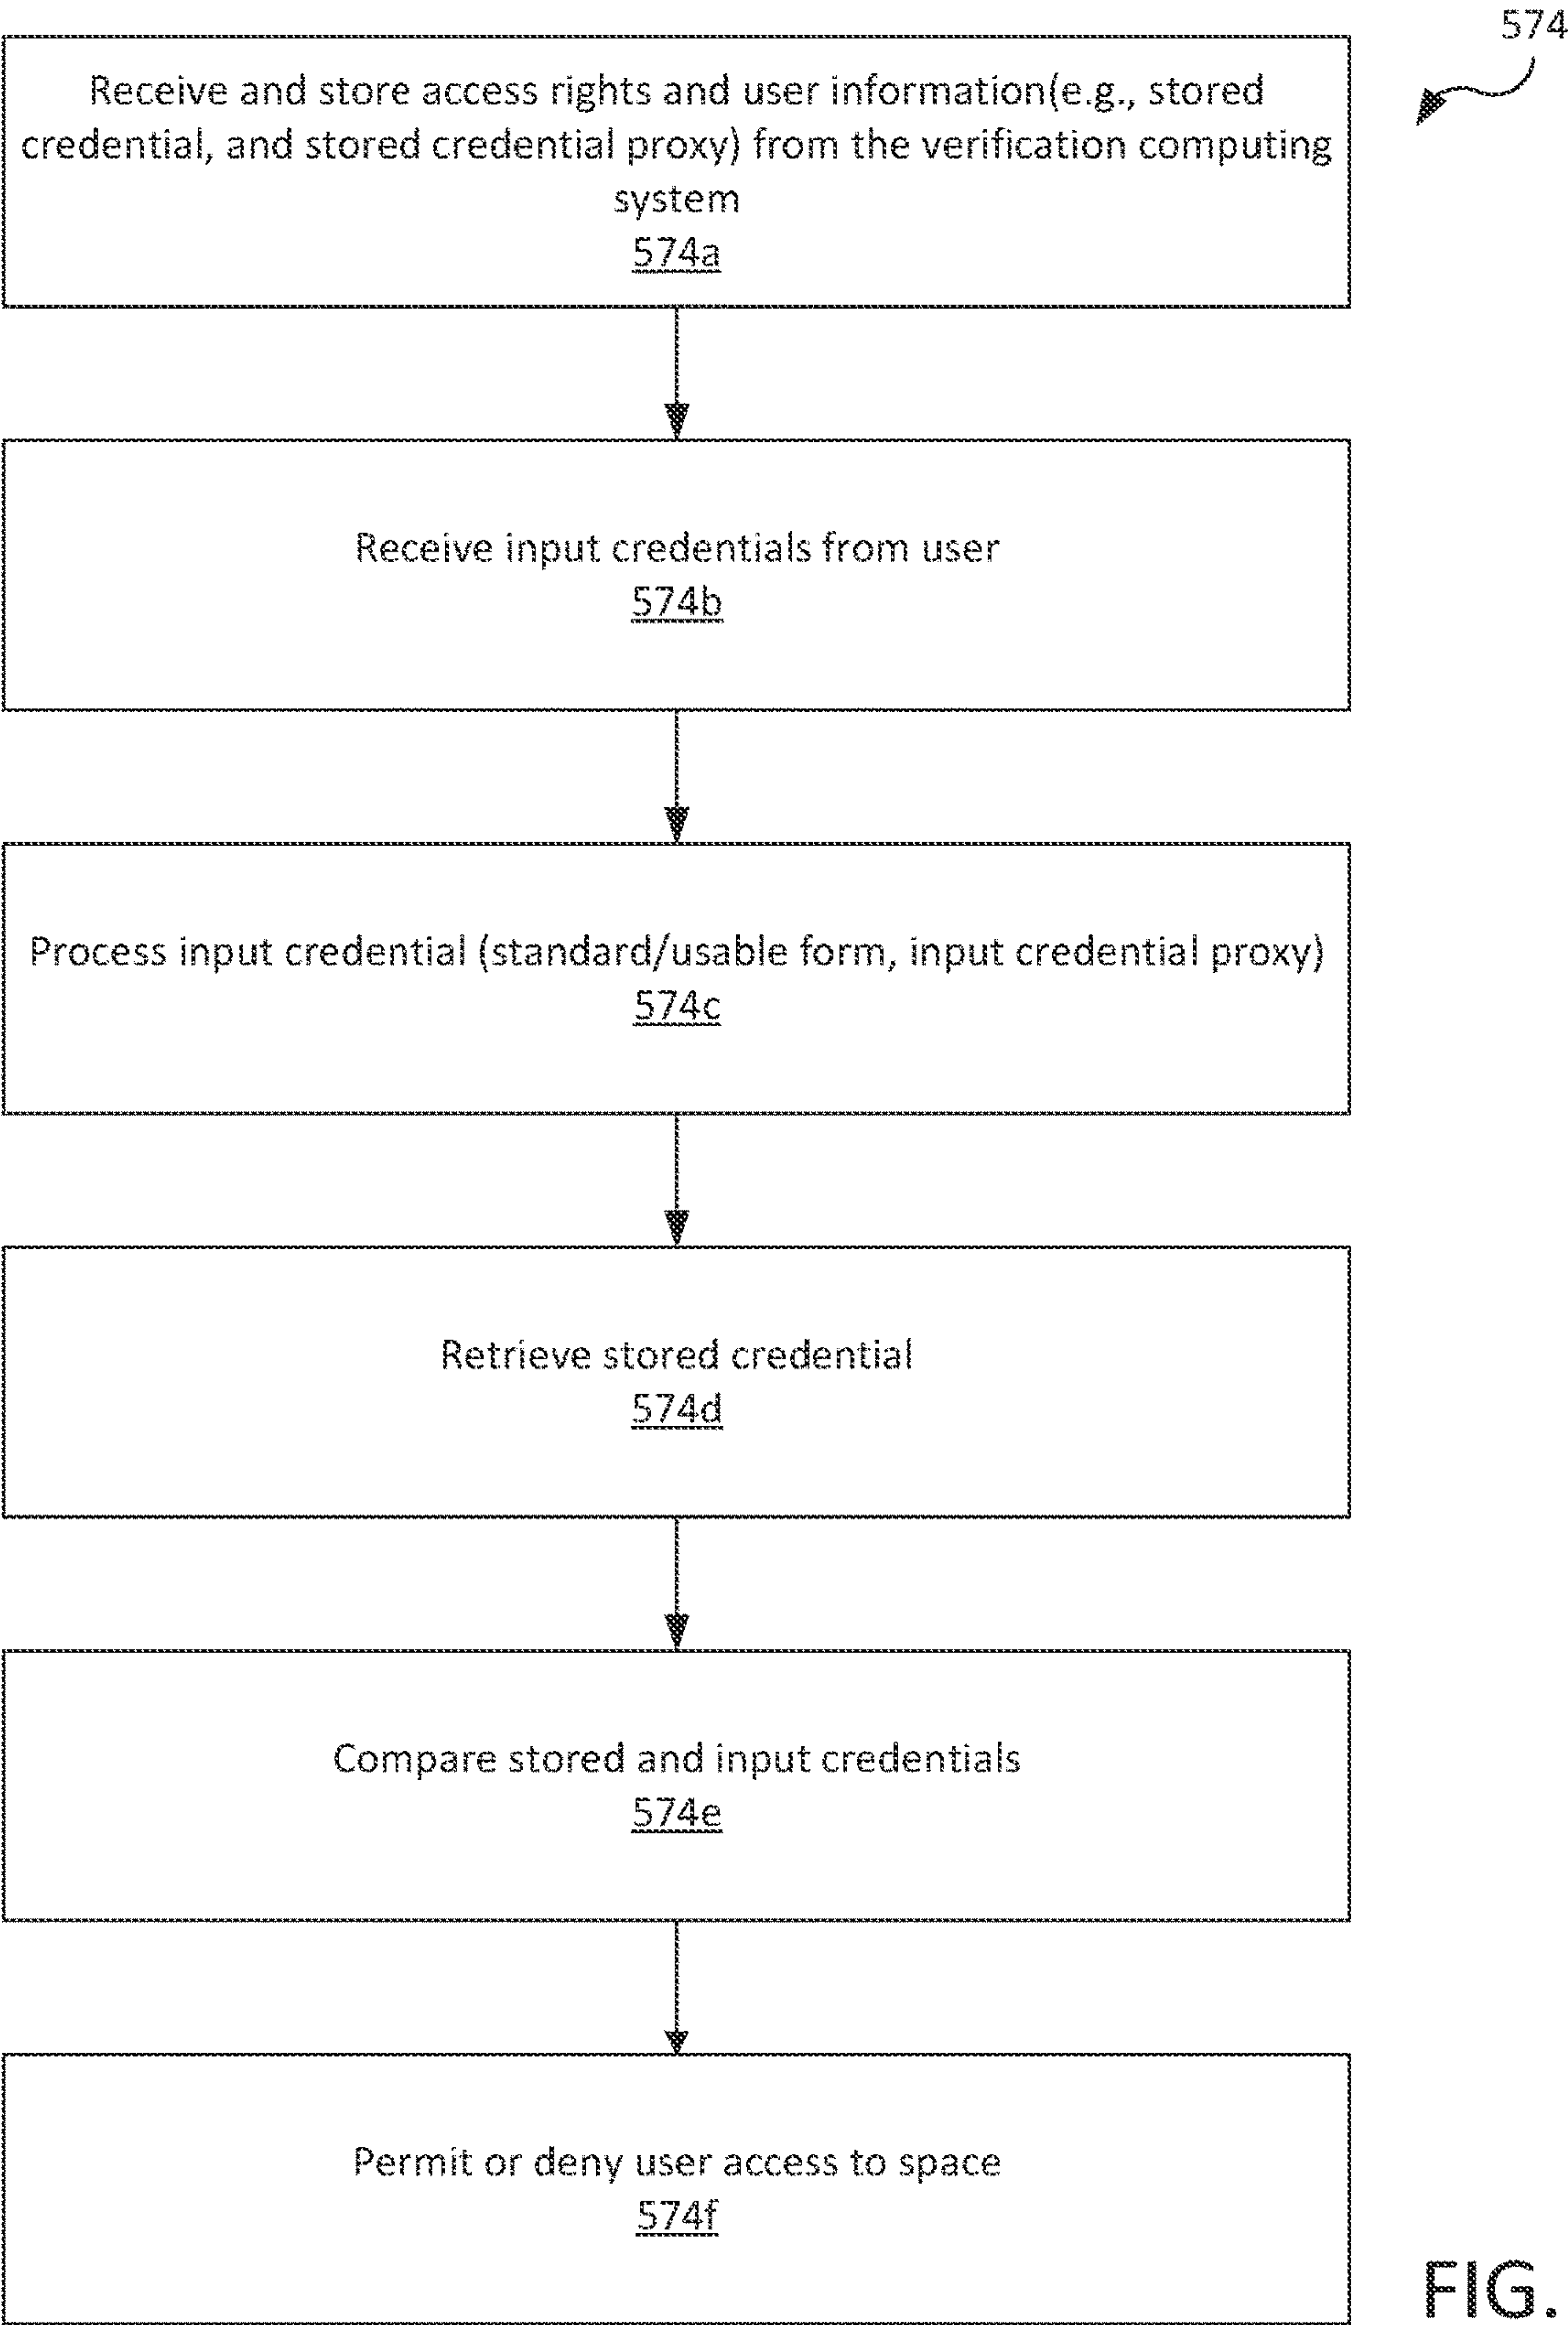 574
Receive and store access rights and user information(e.g., stored
credential, and stored credential proxy) from the verification computing
system
574a
Receive input credentials from user
574b
Process input credential (standard/usable form, input credential proxy)
574c
Retrieve stored credential
574d
Compare stored and input credentials
574e
Permit or deny user access to space
574f
FIG.